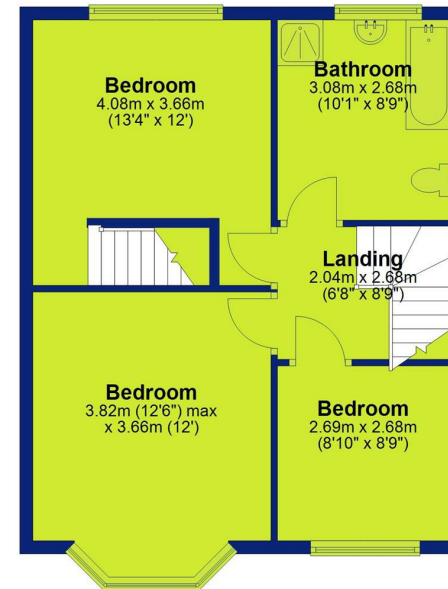 Bedroom
4.08m x 3.66m
(13'4" x 12')
Bathroom
3.08m x 2.68m
(10'1" x 8'9")
Landing
2.04m x 2.68m
(6'8" x 8'9")
Bedroom
3.82m (12'6") max
x 3.66m (12')
Bedroom
2.69m x 2.68m
(8'10" x 8'9")